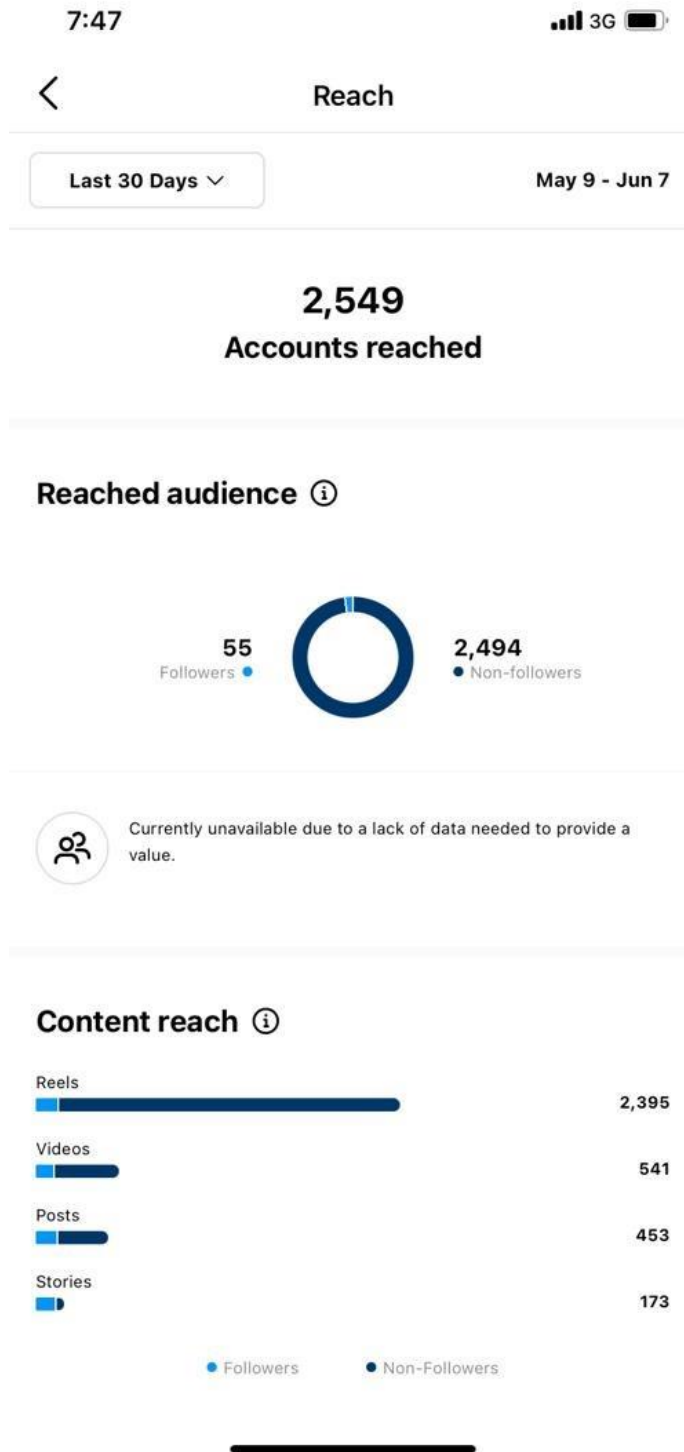 7:47 3G
Reach
Last 30 Days May 9 - Jun 7
2,549
Accounts reached
Reached audience
55 2,494
Followers Non-followers
Currently unavailable due to a lack of data needed to provide a
value.
Content reach
Reels
2,395
Videos
541
Posts
453
Stories
173
Followers Non-Followers